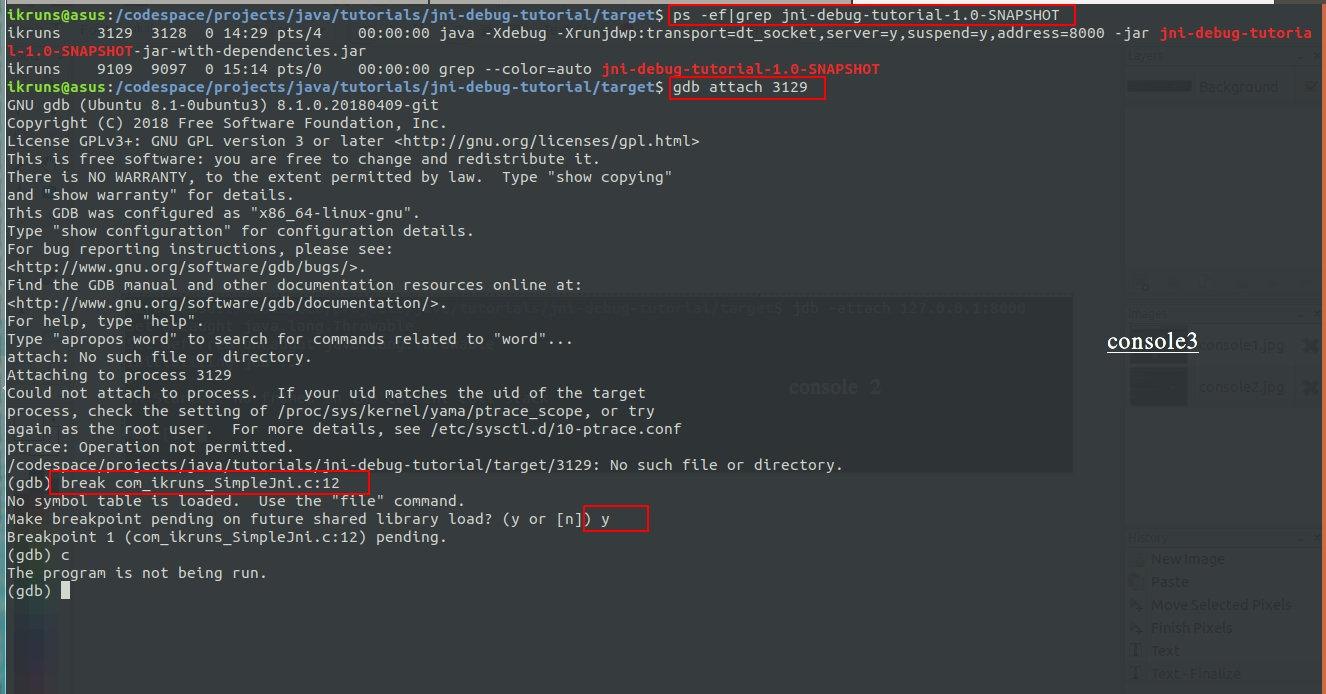 ikruns@asus:/codespace/projects/java/tutorials/jni-debug-tutorial/target$ ps -ef|grep jni-debug-tutorial-1.0-SNAPSHOT
ikruns    3129  3128  0 14:29 pts/4    00:00:00 java -Xdebug -Xrunjdwp:transport=dt_socket,server=y,suspend=y,address=8000 -jar jni-debug-tutoria
l-1.0-SNAPSHOT-jar-with-dependencies.jar
ikruns    9109  9097  0 15:14 pts/0    00:00:00 grep --color=auto jni-debug-tutorial-1.0-SNAPSHOT
ikruns@asus:/codespace/projects/java/tutorials/jni-debug-tutorial/target$ gdb attach 3129
GNU gdb (Ubuntu 8.1-0ubuntu3) 8.1.0.20180409-git
Copyright (C) 2018 Free Software Foundation, Inc.
License GPLv3+: GNU GPL version 3 or later <http://gnu.org/licenses/gpl.html>
This is free software: you are free to change and redistribute it.
There is NO WARRANTY, to the extent permitted by law.  Type "show copying"
and "show warranty" for details.
This GDB was configured as "x86_64-linux-gnu".
Type "show configuration" for configuration details.
For bug reporting instructions, please see:
<http://www.gnu.org/software/gdb/bugs/>.
Find the GDB manual and other documentation resources online at:
<http://www.gnu.org/software/gdb/documentation/>.
For help, type "help".
Type "apropos word" to search for commands related to "word"...
attach: No such file or directory.
Attaching to process 3129
Could not attach to process.  If your uid matches the uid of the target
process, check the setting of /proc/sys/kernel/yama/ptrace_scope, or try
again as the root user.  For more details, see /etc/sysctl.d/10-ptrace.conf
ptrace: Operation not permitted.
/codespace/projects/java/tutorials/jni-debug-tutorial/target/3129: No such file or directory.
(gdb) break com_ikruns_SimpleJni.c:12
No symbol table is loaded.  Use the "file" command.
Make breakpoint pending on future shared library load? (y or [n]) y
Breakpoint 1 (com_ikruns_SimpleJni.c:12) pending.
(gdb) c
The program is not being run.
(gdb)
console3
console 2
Layers
Background
Images
console1.jpg
console2.jpg
History
New Image
Paste
Move Selected Pixels
Finish Pixels
Text
Text - Finalize